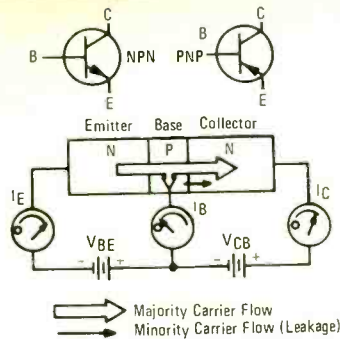 C C
B NPN PNP B
E E
Emitter Base Collector
N P N
IE IB IC
VBE VCB
- + - +
Majority Carrier Flow
Minority Carrier Flow (Leakage)